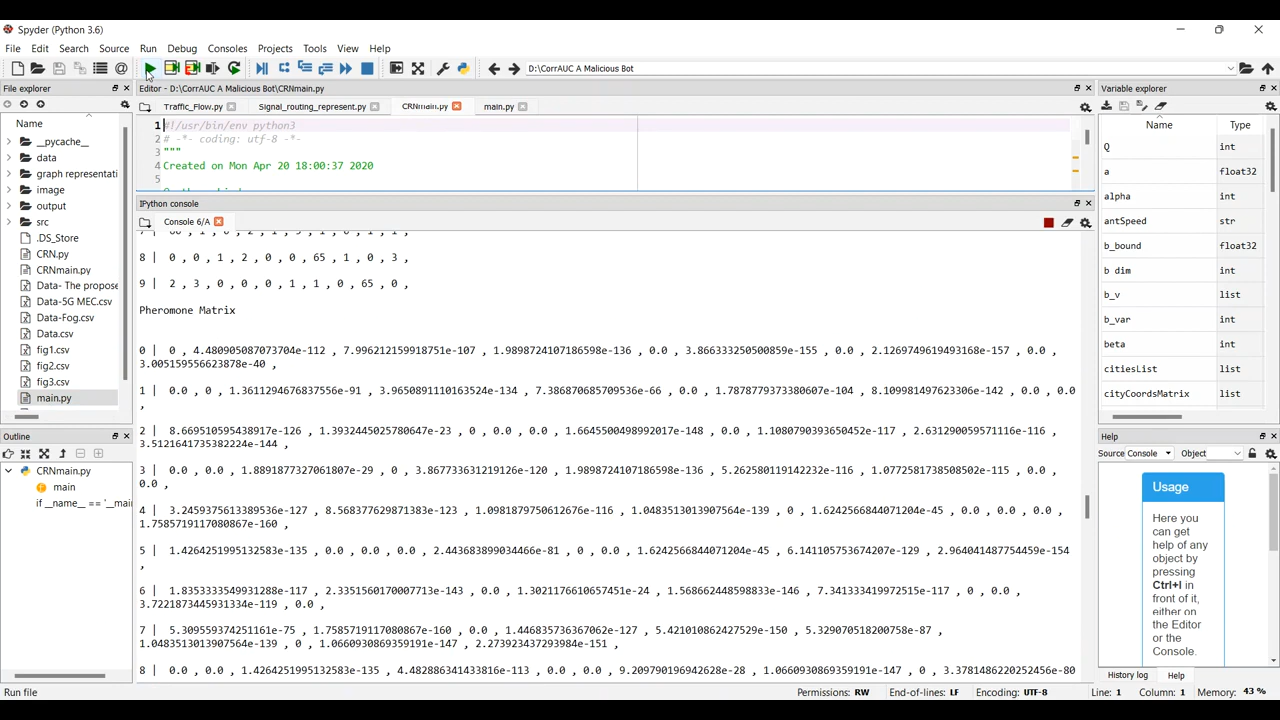 Spyder (Python 3.6)
File Edit Search Source Run Debug Consoles Projects Tools View Help
D:\CorrAUC A Malicious Bot
File explorer
Name
__pycache__
data
graph representati
image
output
src
.DS_Store
CRN.py
CRNmain.py
Data- The propose
Data-5G MEC.csv
Data-Fog.csv
Data.csv
fig1.csv
fig2.csv
fig3.csv
main.py
Outline
CRNmain.py
main
if __name__ == '__mai
Run file
Editor - D:\CorrAUC A Malicious Bot\CRNmain.py
Traffic_Flow.py Signal_routing_represent.py CRNmain.py main.py
1 #!/usr/bin/env python3
2 # -*- coding: utf-8 -*-
3 """
4 Created on Mon Apr 20 18:00:37 2020
5
IPython console
Console 6/A
8 | 0 , 0 , 1 , 2 , 0 , 0 , 65 , 1 , 0 , 3 ,
9 | 2 , 3 , 0 , 0 , 0 , 1 , 1 , 0 , 65 , 0 ,
Pheromone Matrix
0 | 0 , 4.480905087073704e-112 , 7.996212159918751e-107 , 1.9898724107186598e-136 , 0.0 , 3.866333250500859e-155 , 0.0 , 2.1269749619493168e-157 , 0.0 ,
3.005159556623878e-40 ,
1 | 0.0 , 0 , 1.3611294676837556e-91 , 3.9650891110163524e-134 , 7.386870685709536e-66 , 0.0 , 1.7878779373380607e-104 , 8.109981497623306e-142 , 0.0 , 0.0
,
2 | 8.669510595438917e-126 , 1.3932445025780647e-23 , 0 , 0.0 , 0.0 , 1.6645500498992017e-148 , 0.0 , 1.1080790393650452e-117 , 2.631290059571116e-116 ,
3.5121641735382224e-144 ,
3 | 0.0 , 0.0 , 1.8891877327061807e-29 , 0 , 3.867733631219126e-120 , 1.9898724107186598e-136 , 5.262580119142232e-116 , 1.0772581738508502e-115 , 0.0 ,
0.0 ,
4 | 3.2459375613389536e-127 , 8.568377629871383e-123 , 1.0981879750612676e-116 , 1.0483513013907564e-139 , 0 , 1.6242566844071204e-45 , 0.0 , 0.0 , 0.0 ,
1.7585719117080867e-160 ,
5 | 1.4264251995132583e-135 , 0.0 , 0.0 , 0.0 , 2.443683899034466e-81 , 0 , 0.0 , 1.6242566844071204e-45 , 6.141105753674207e-129 , 2.964041487754459e-154
,
6 | 1.8353333549931288e-117 , 2.3351560170007713e-143 , 0.0 , 1.3021176610657451e-24 , 1.568662448598833e-146 , 7.341333419972515e-117 , 0 , 0.0 ,
3.7221873445931334e-119 , 0.0 ,
7 | 5.309559374251161e-75 , 1.7585719117080867e-160 , 0.0 , 1.446835736367062e-127 , 5.421010862427529e-150 , 5.329070518200758e-87 ,
1.0483513013907564e-139 , 0 , 1.0660930869359191e-147 , 2.273923437293984e-151 ,
8 | 0.0 , 0.0 , 1.4264251995132583e-135 , 4.482886341433816e-113 , 0.0 , 0.0 , 9.209790196942628e-28 , 1.0660930869359191e-147 , 0 , 3.3781486220252456e-80
Variable explorer
Name Type
Q int
a float32
alpha int
antSpeed str
b_bound float32
b dim int
b_v list
b_var int
beta int
citiesList list
cityCoordsMatrix list
Help
Source Console Object
Usage
Here you
can get
help of any
object by
pressing
Ctrl+I in
front of it,
either on
the Editor
or the
Console.
History log Help
Permissions: RW End-of-lines: LF Encoding: UTF-8 Line: 1 Column: 1 Memory: 43 %